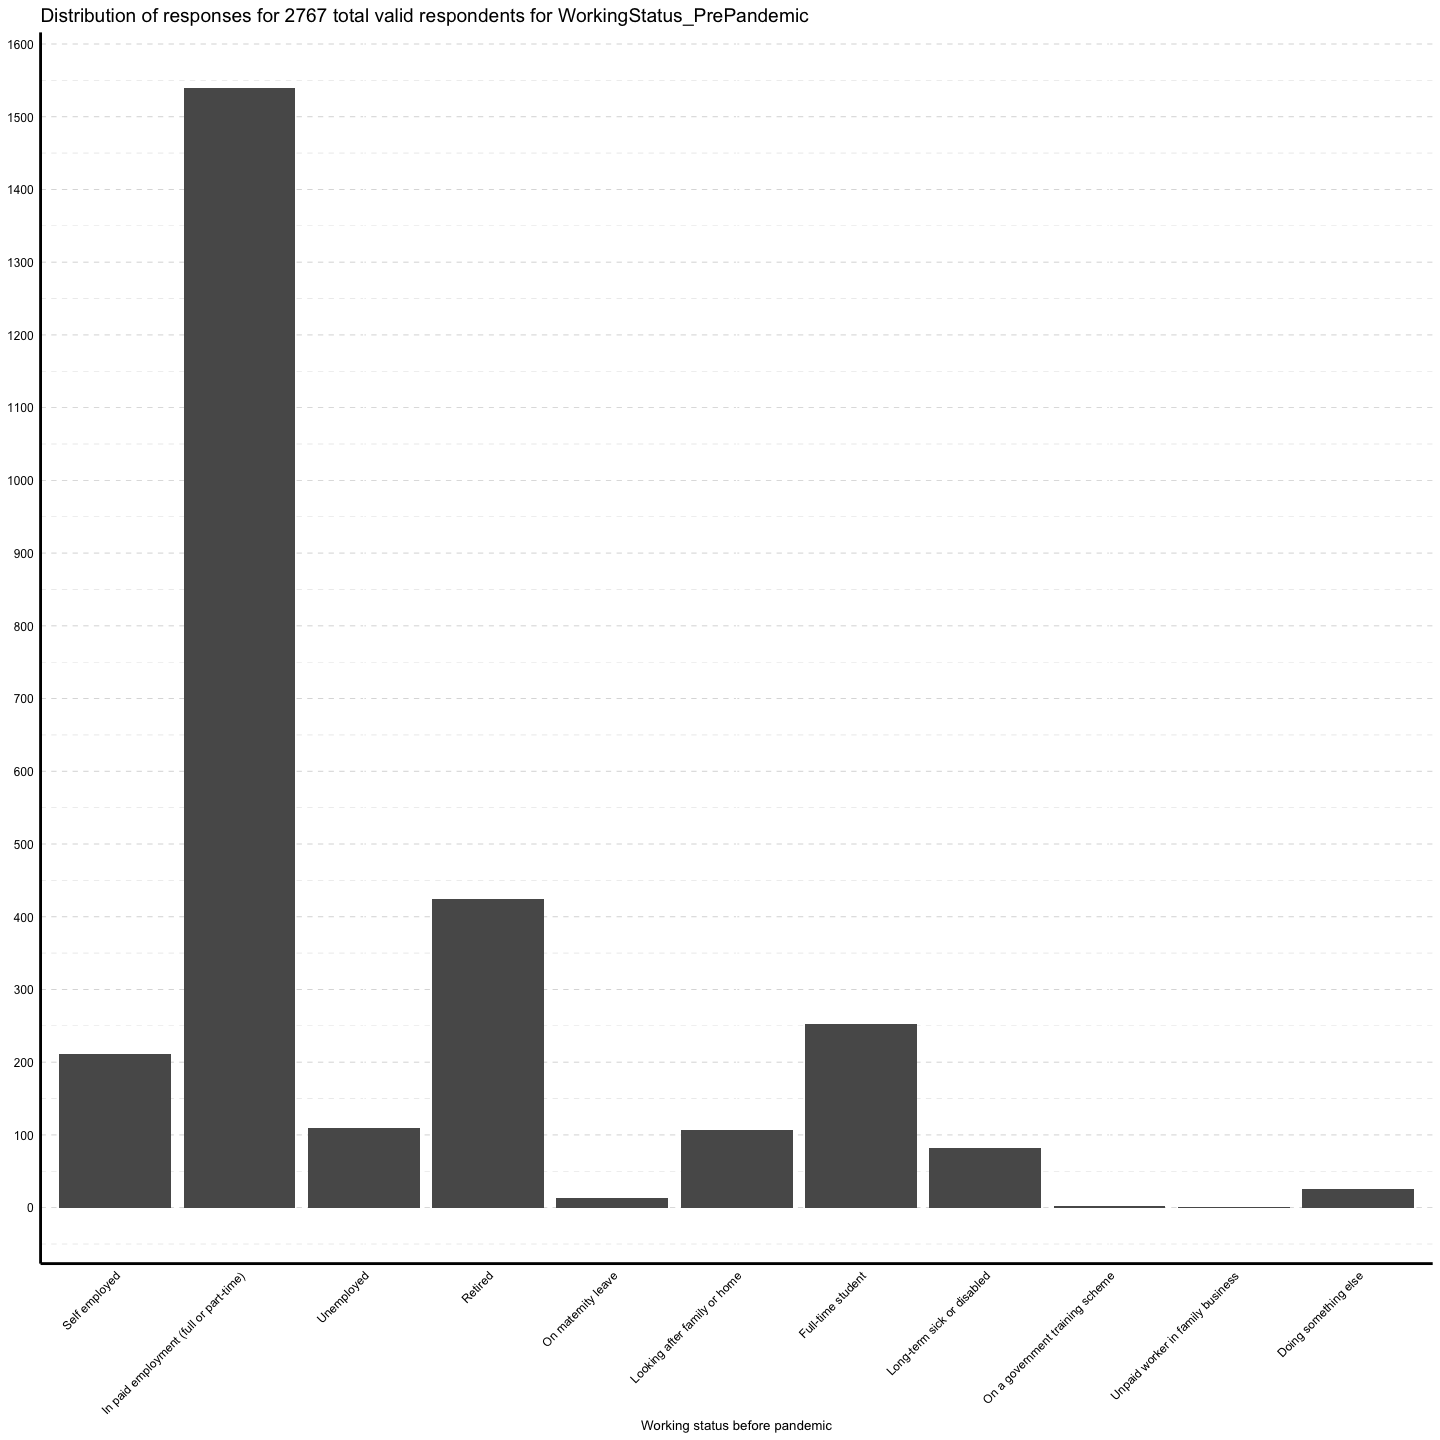 Distribution of responses for 2767 total valid respondents for WorkingStatus_PrePandemic
1600
1500
1400
1300
1200
1100
1000
900
800
700
600
500
400
300
200
100
0
Self employed
In paid employment (full or part-time)
Unemployed
Retired
On maternity leave
Looking after family or home
Full-time student
Long-term sick or disabled
On a government training scheme
Unpaid worker in family business
Doing something else
Working status before pandemic